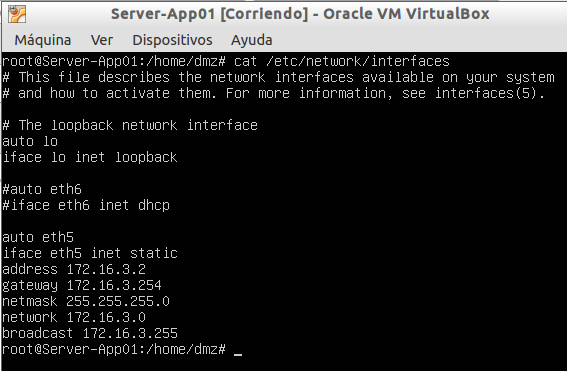 Server-App01 [Corriendo] - Oracle VM VirtualBox
Máquina Ver Dispositivos Ayuda
root@Server-App01:/home/dmz# cat /etc/network/interfaces
# This file describes the network interfaces available on your system
# and how to activate them. For more information, see interfaces(5).
# The loopback network interface
auto lo
iface lo inet loopback
#auto eth6
#iface eth6 inet dhcp
auto eth5
iface eth5 inet static
address 172.16.3.2
gateway 172.16.3.254
netmask 255.255.255.0
network 172.16.3.0
broadcast 172.16.3.255
root@Server-App01:/home/dmz# _